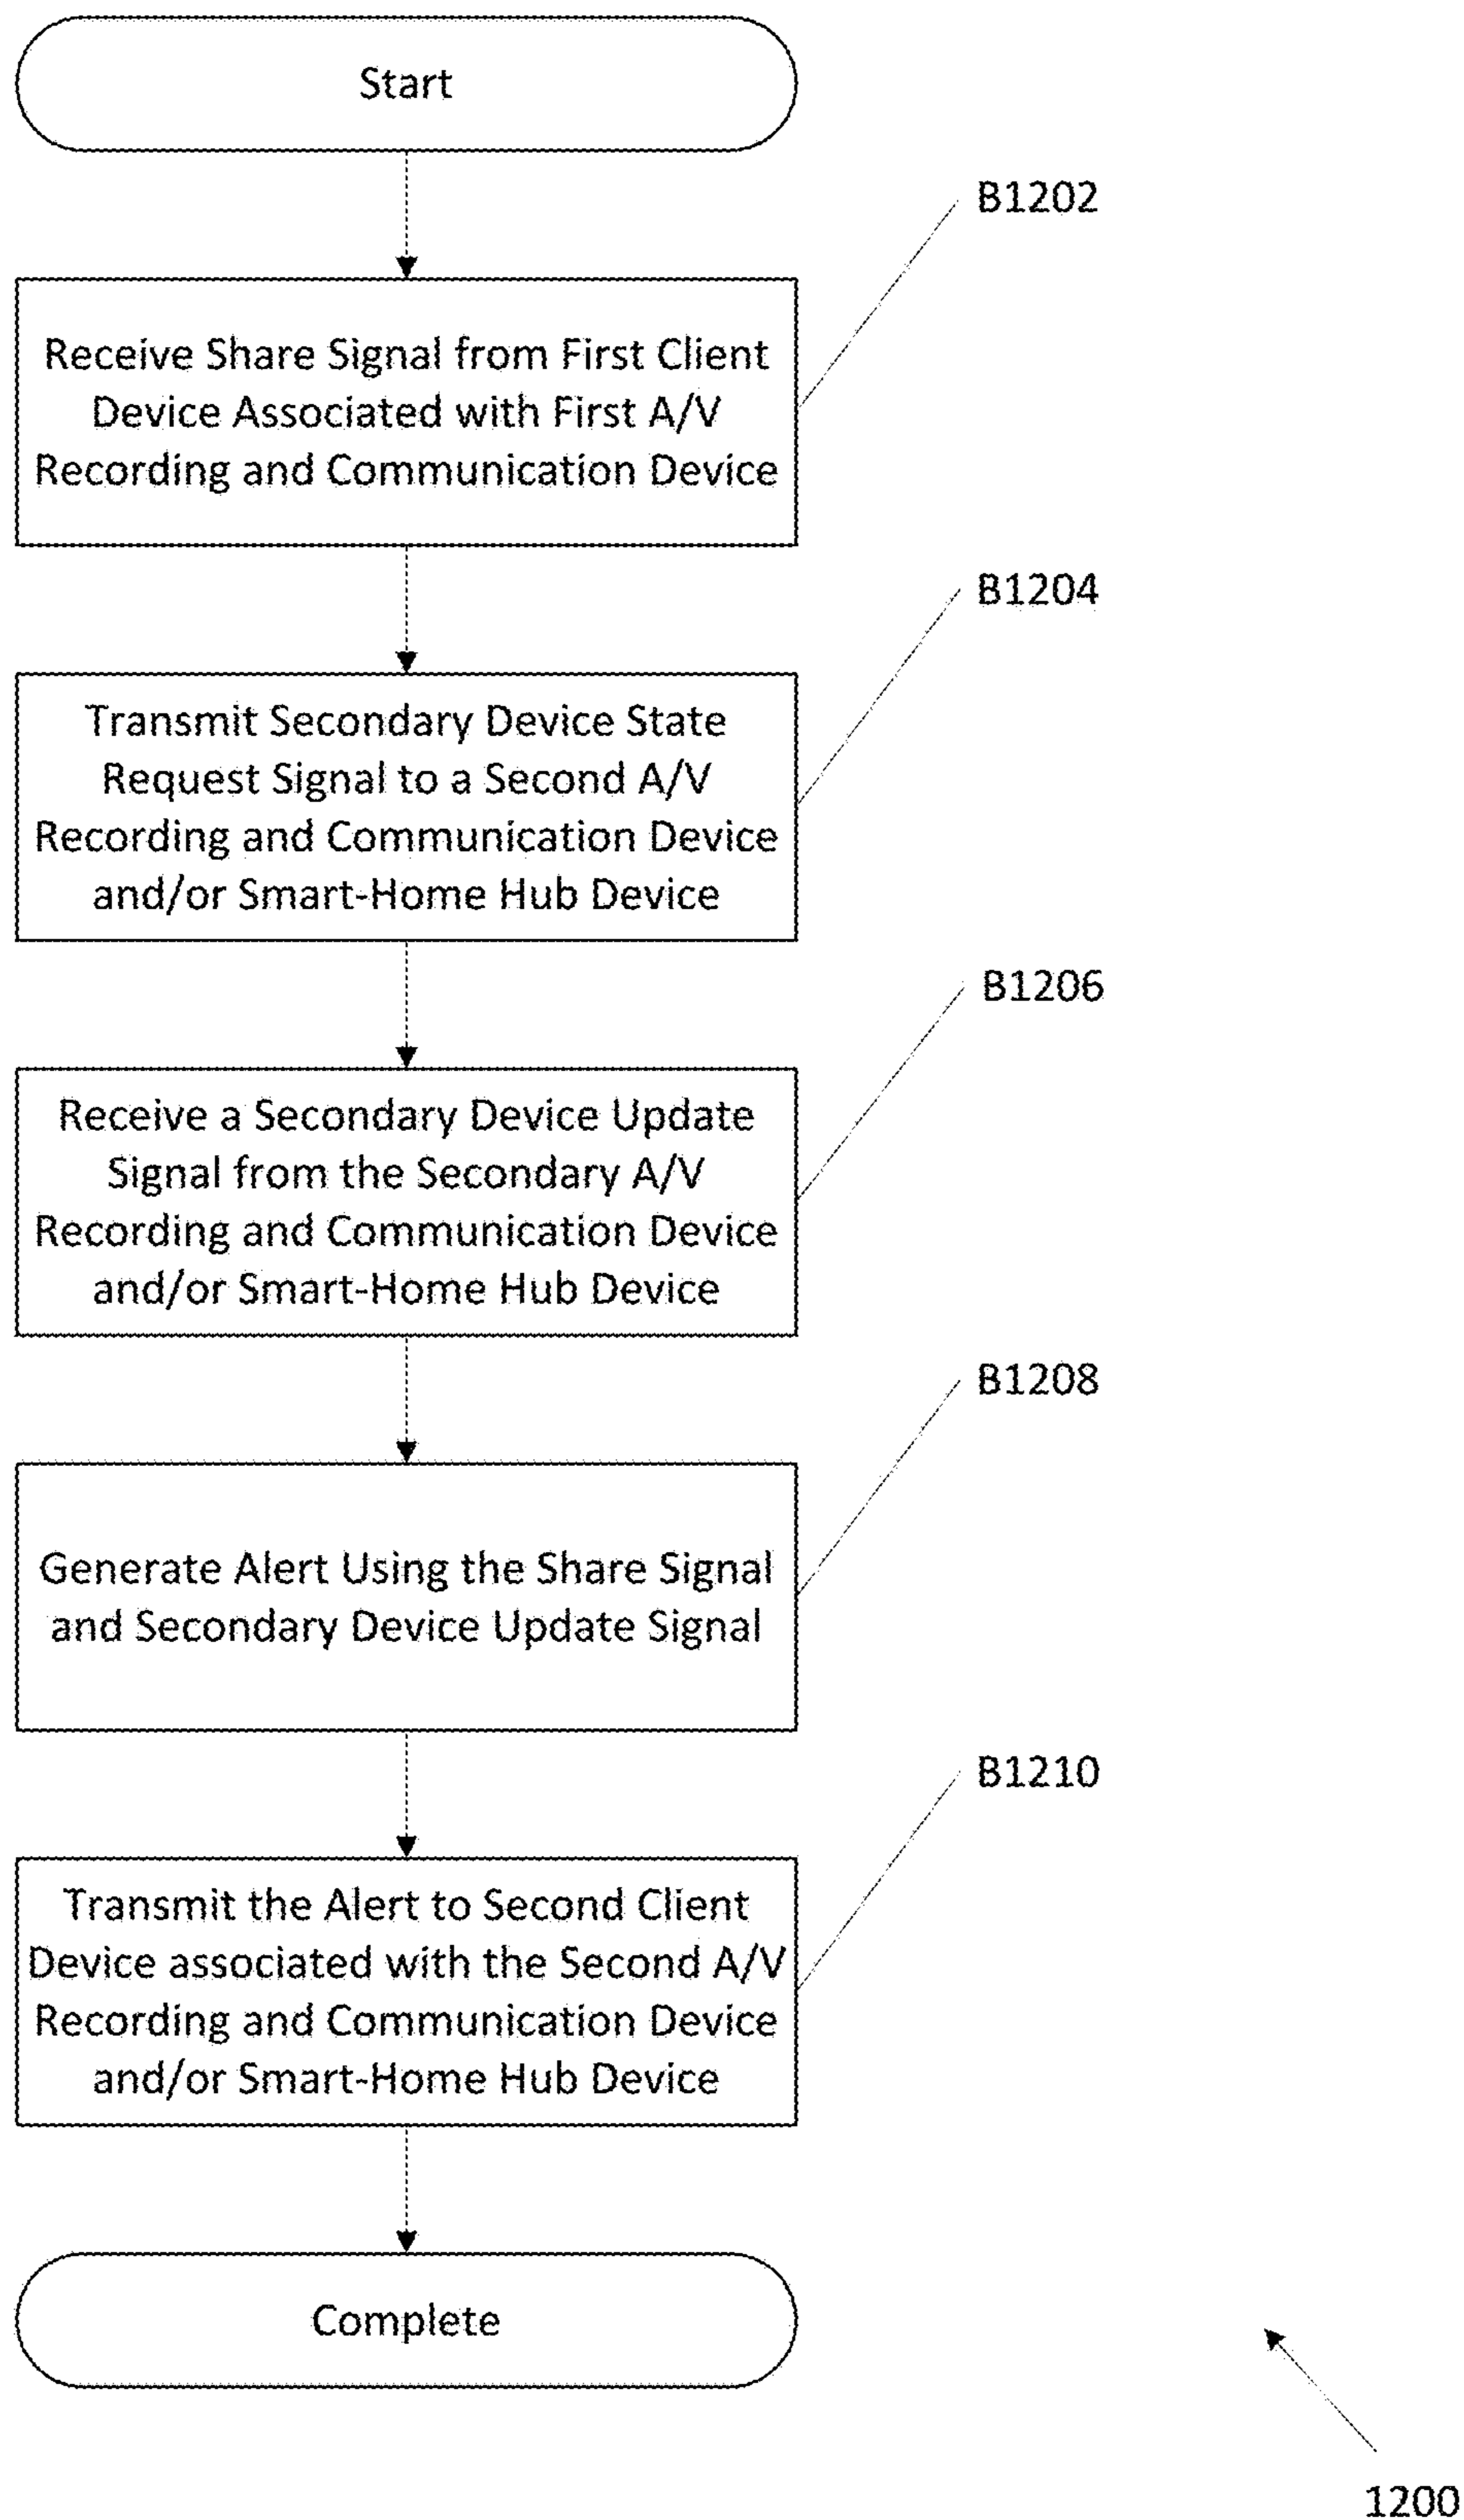 Start
B1202
Receive Share Signal from First Client
Device Associated with First A/V
Recording and Communication Device
B1204
Transmit Secondary Device State
Request Signal to a Second A/V
Recording and Communication Device
and/or Smart-Home Hub Device
B1206
Receive a Secondary Device Update
Signal from the Secondary A/V
Recording and Communication Device
and/or Smart-Home Hub Device
B1208
Generate Alert Using the Share Signal
and Secondary Device Update Signal
B1210
Transmit the Alert to Second Client
Device associated with the Second A/V
Recording and Communication Device
and/or Smart-Home Hub Device
Complete
1200